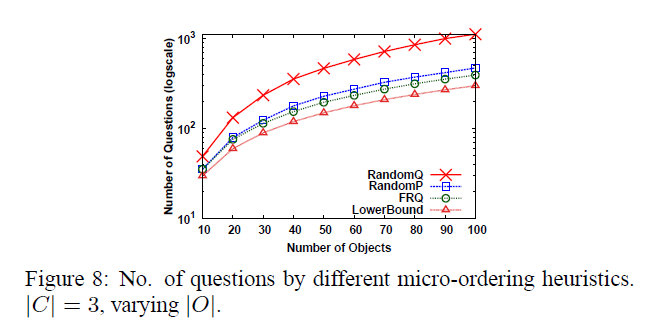 10³
10²
10¹
Number of Questions (logscale)
RandomQ
RandomP
FRQ
LowerBound
10 20 30 40 50 60 70 80 90 100
Number of Objects
Figure 8: No. of questions by different micro-ordering heuristics.
|C| = 3, varying |O|.